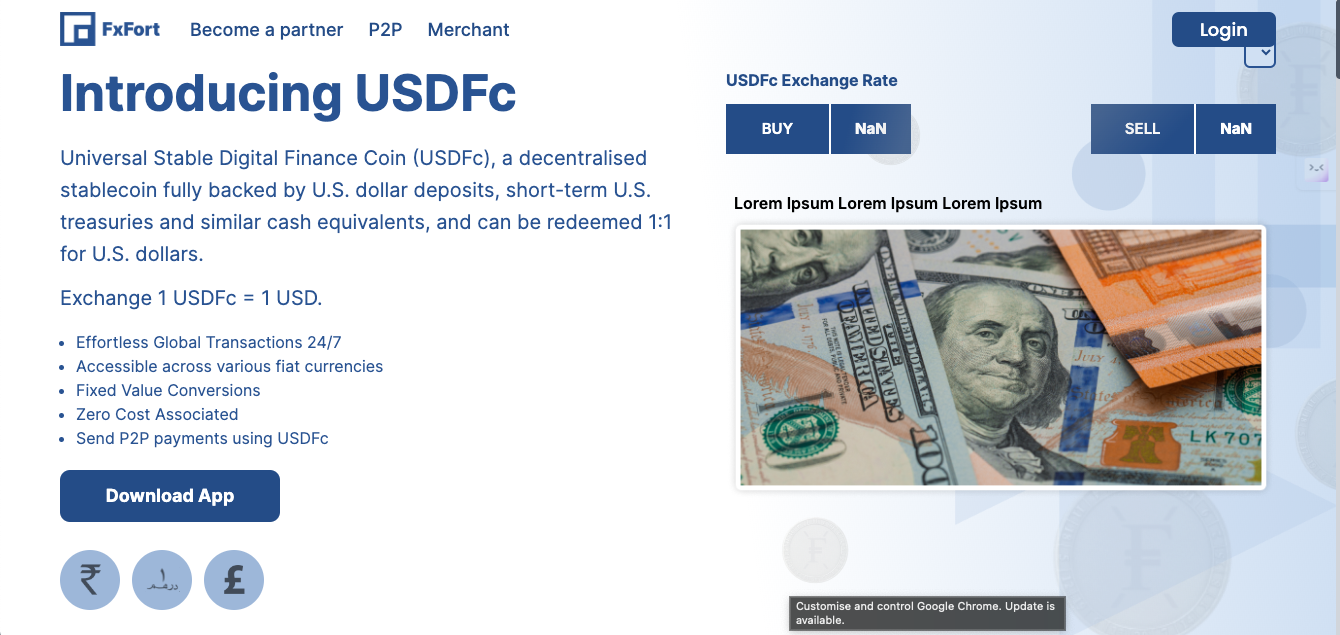 FxFort
Become a partner
P2P
Merchant
Login
Introducing USDFc
Universal Stable Digital Finance Coin (USDFc), a decentralised
stablecoin fully backed by U.S. dollar deposits, short-term U.S.
treasuries and similar cash equivalents, and can be redeemed 1:1
for U.S. dollars.
Exchange 1 USDFc = 1 USD.
Effortless Global Transactions 24/7
Accessible across various fiat currencies
Fixed Value Conversions
Zero Cost Associated
Send P2P payments using USDFc
Download App
₹
£
USDFc Exchange Rate
BUY
NaN
SELL
NaN
Lorem Ipsum Lorem Ipsum Lorem Ipsum
LK707
Customise and control Google Chrome. Update is
available.